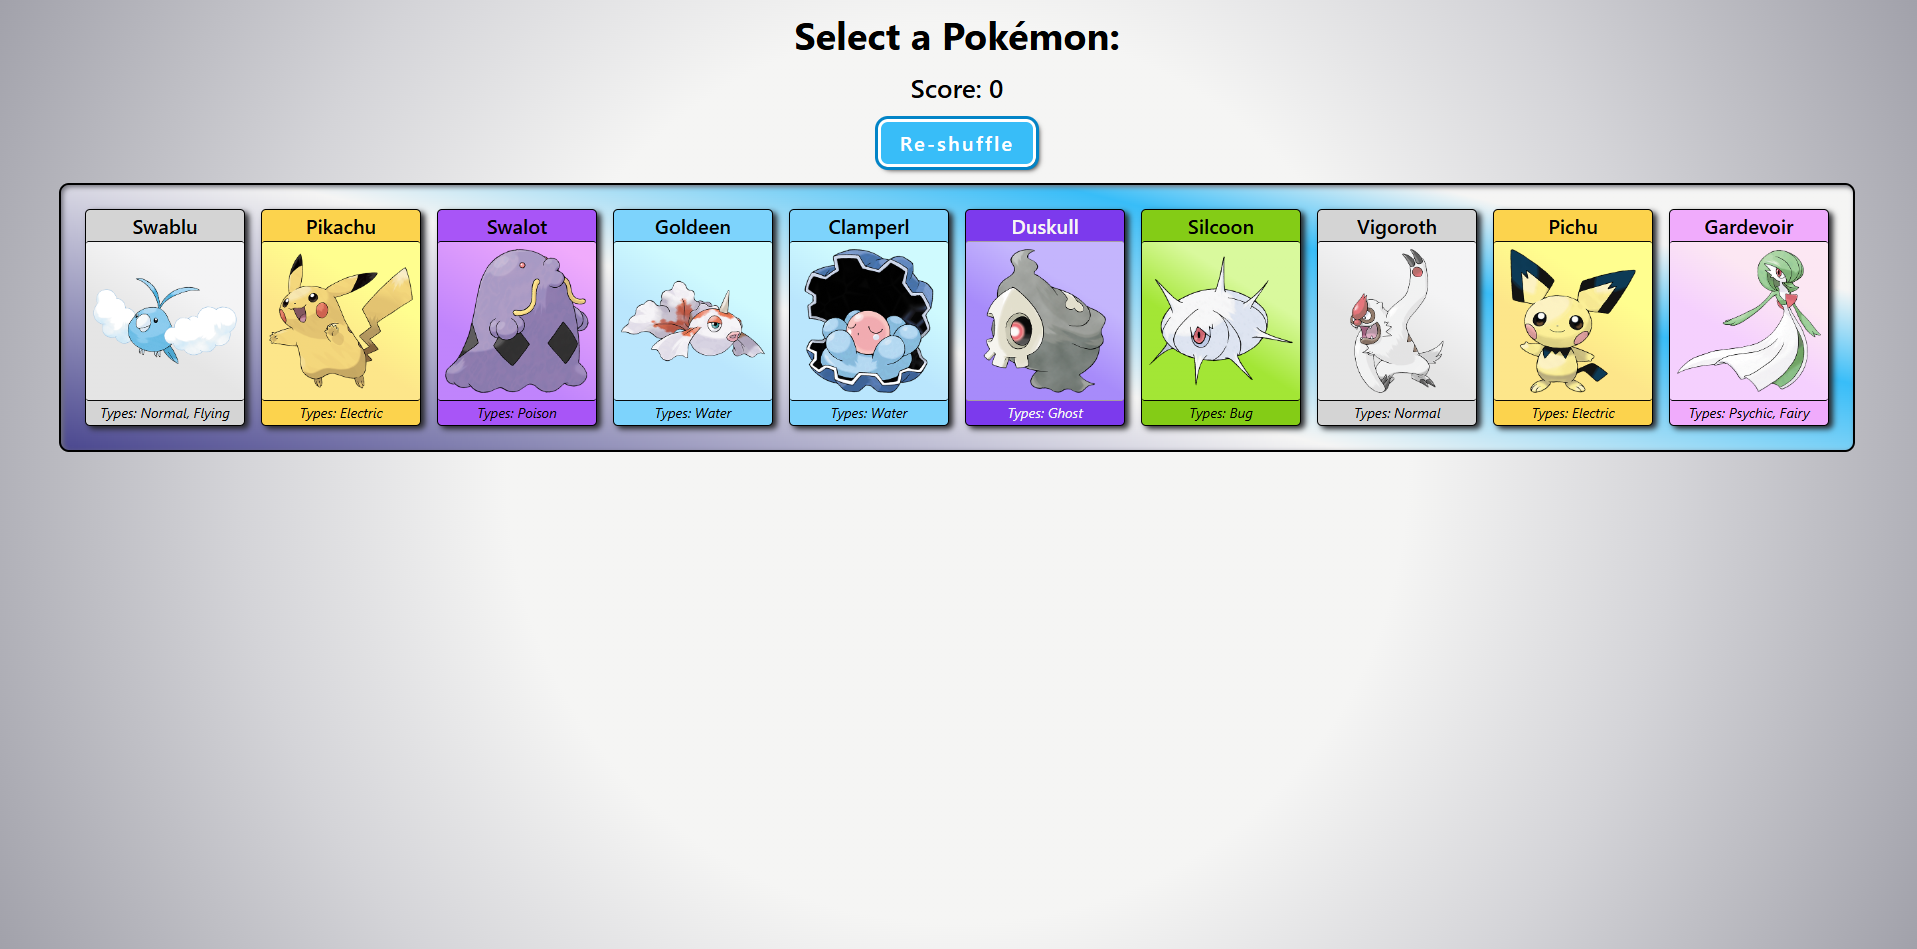 Select a Pokémon:
Score: 0
Re-shuffle
Swablu
Types: Normal, Flying
Pikachu
Types: Electric
Swalot
Types: Poison
Goldeen
Types: Water
Clamperl
Types: Water
Duskull
Types: Ghost
Silcoon
Types: Bug
Vigoroth
Types: Normal
Pichu
Types: Electric
Gardevoir
Types: Psychic, Fairy